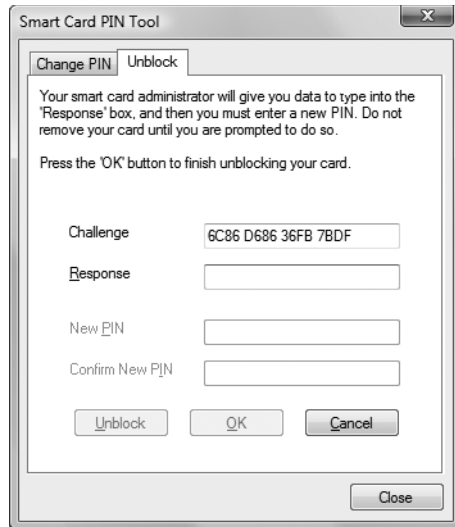 Smart Card PIN Tool
X
Change PIN Unblock
Your smart card administrator will give you data to type into the
'Response' box, and then you must enter a new PIN. Do not
remove your card until you are prompted to do so.
Press the 'OK' button to finish unblocking your card.
Challenge 6C86 D686 36FB 7BDF
Response
New PIN
Confirm New PIN
Unblock OK Cancel
Close